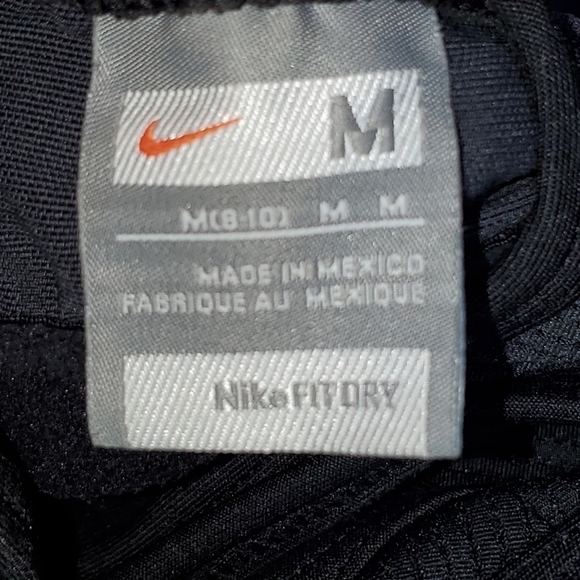 M
M(8-10) M M
MADE IN MEXICO
FABRIQUE AU MEXIQUE
Nike FIT DRY